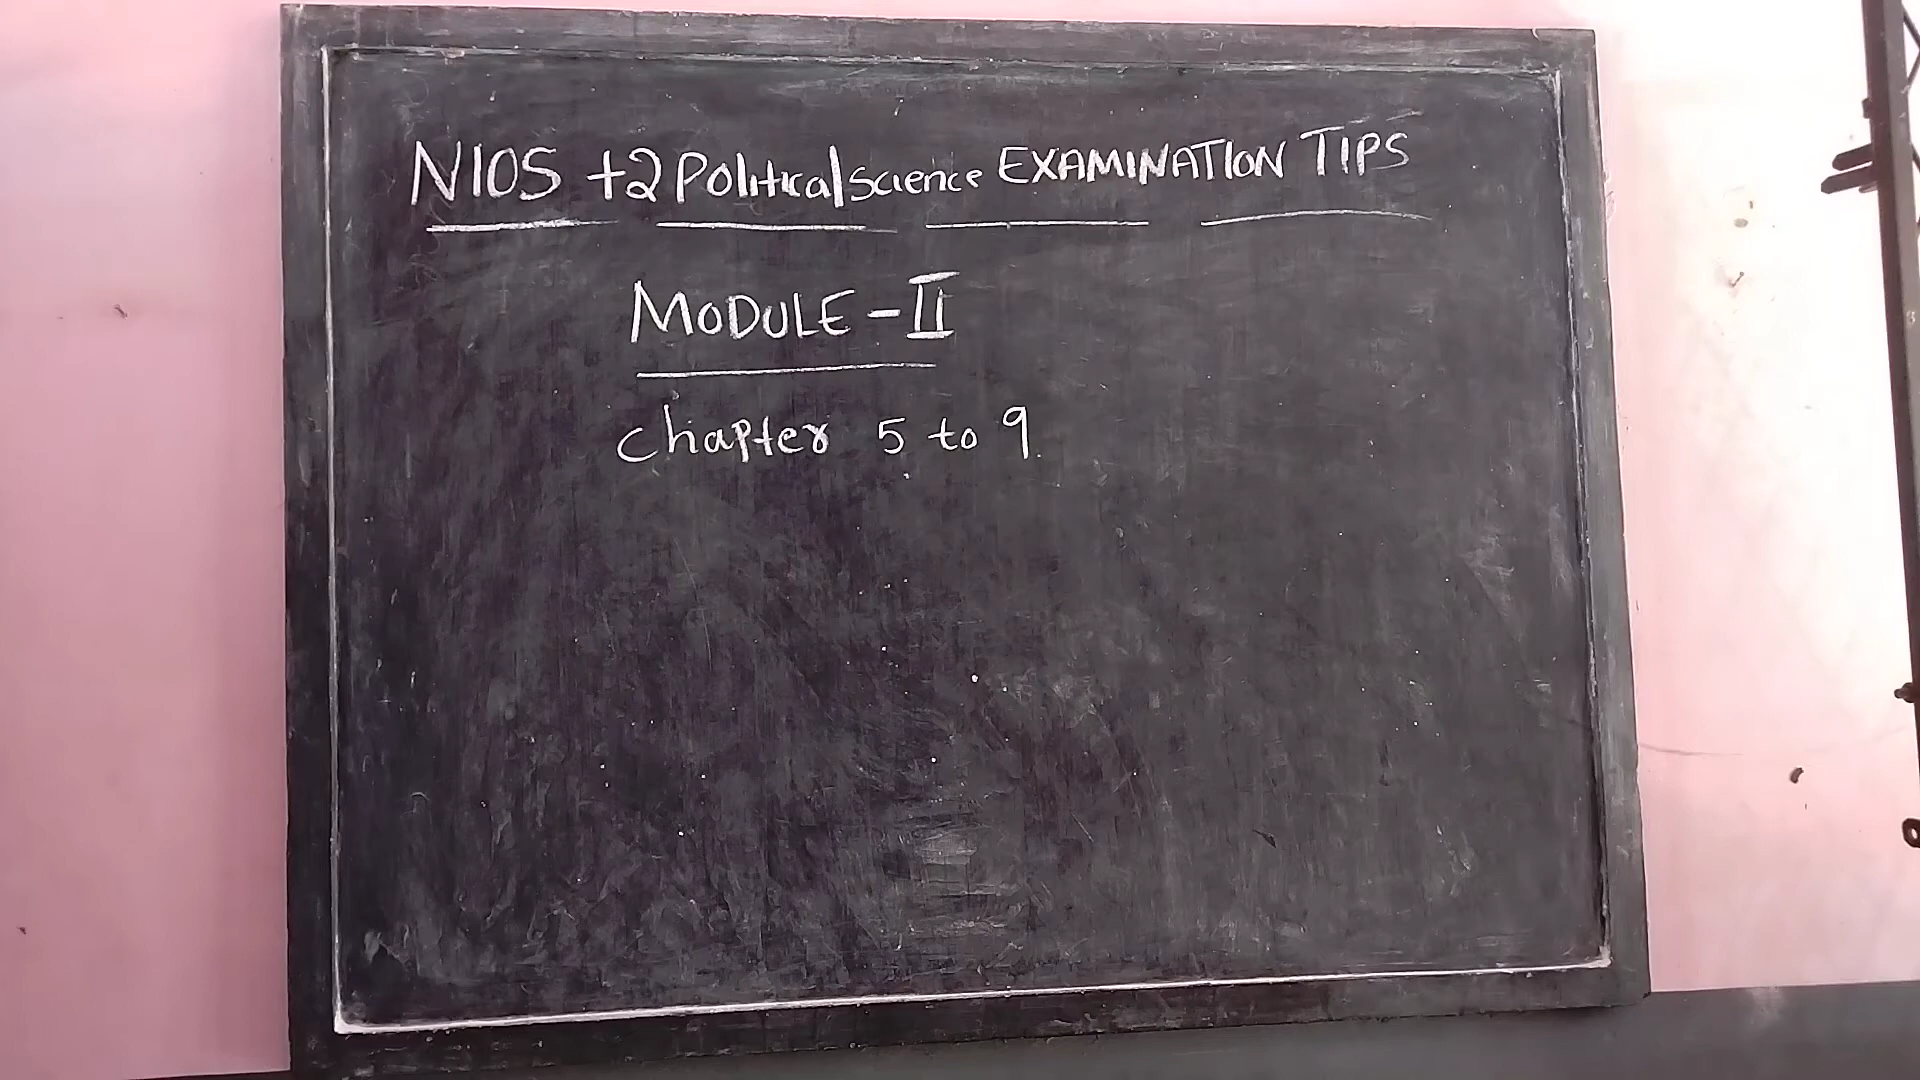 NIOS +2 Political Science EXAMINATION TIPS
MODULE - II
Chapter 5 to 9.